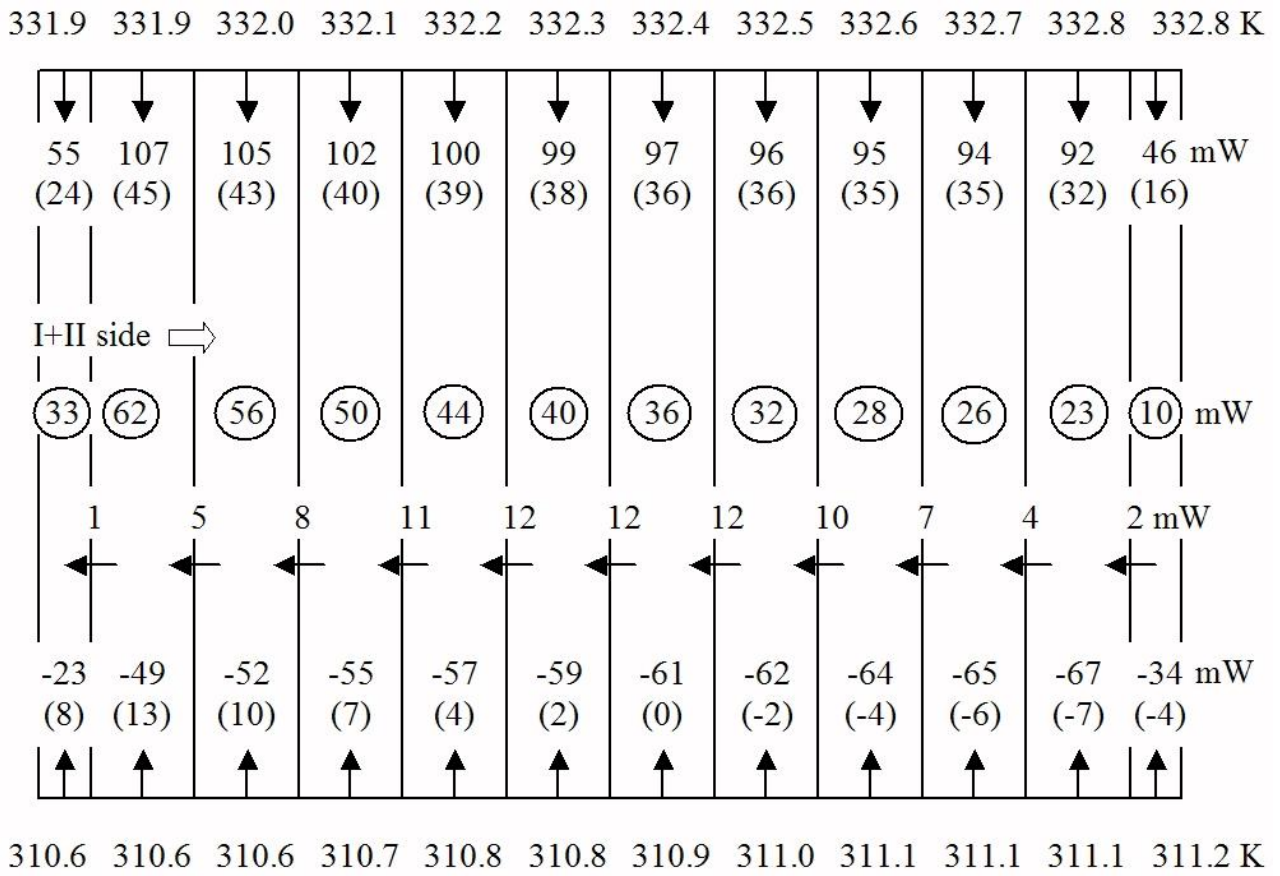 331.9 331.9 332.0 332.1 332.2 332.3 332.4 332.5 332.6 332.7 332.8 332.8 K
55 107 105 102 100 99 97 96 95 94 92 46 mW
(24) (45) (43) (40) (39) (38) (36) (36) (35) (35) (32) (16)
I+II side
33 62 56 50 44 40 36 32 28 26 23 10 mW
1 5 8 11 12 12 12 10 7 4 2 mW
-23 -49 -52 -55 -57 -59 -61 -62 -64 -65 -67 -34 mW
(8) (13) (10) (7) (4) (2) (0) (-2) (-4) (-6) (-7) (-4)
310.6 310.6 310.6 310.7 310.8 310.8 310.9 311.0 311.1 311.1 311.1 311.2 K